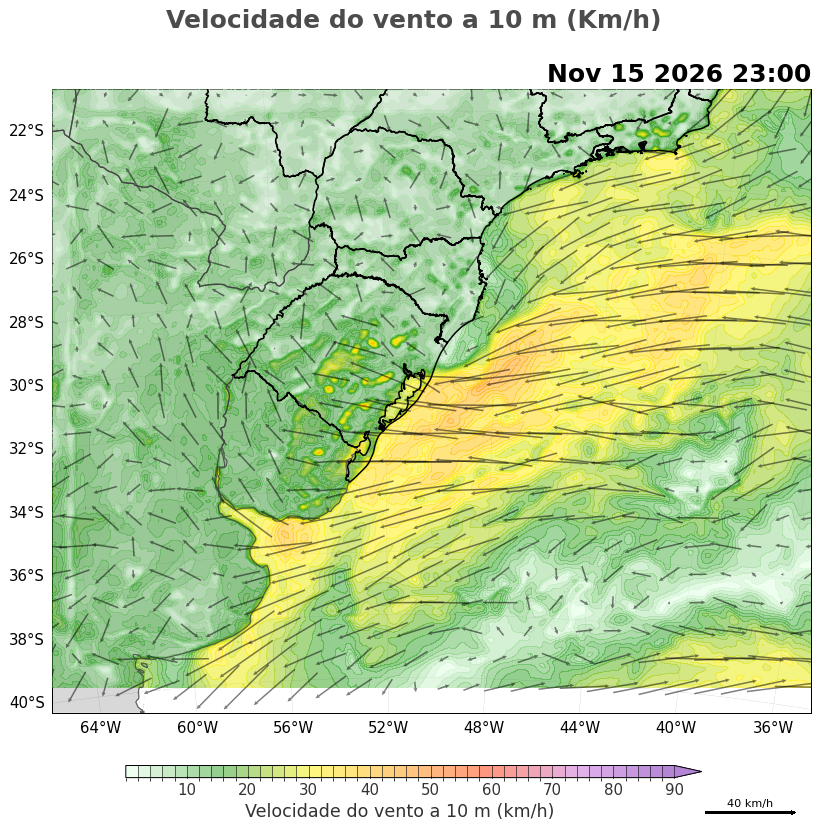 Velocidade do vento a 10 m (Km/h)
Nov 15 2026 23:00
22°S
24°S
26°S
28°S
30°S
32°S
34°S
36°S
38°S
40°S
64°W 60°W 56°W 52°W 48°W 44°W 40°W 36°W
10 20 30 40 50 60 70 80 90
Velocidade do vento a 10 m (km/h)
40 km/h